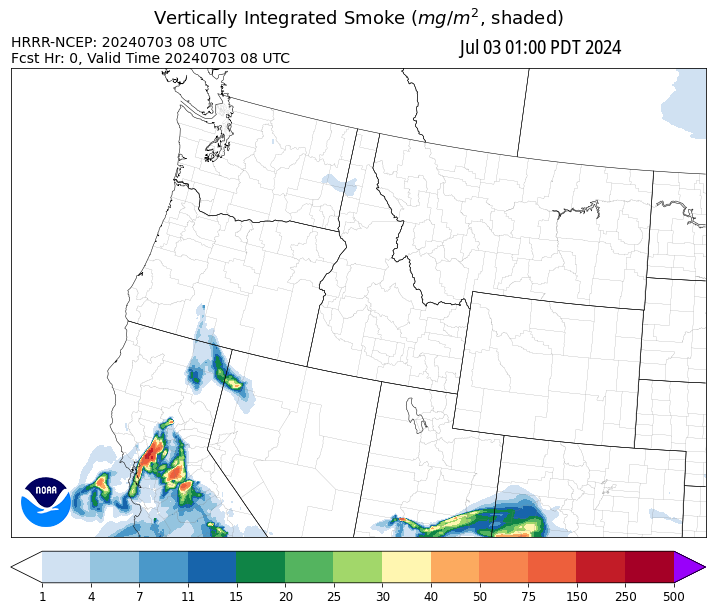 Vertically Integrated Smoke (mg/m², shaded)
HRRR-NCEP: 20240703 08 UTC
Jul 03 01:00 PDT 2024
Fcst Hr: 0, Valid Time 20240703 08 UTC
NOAA
1 4 7 11 15 20 25 30 40 50 75 150 250 500